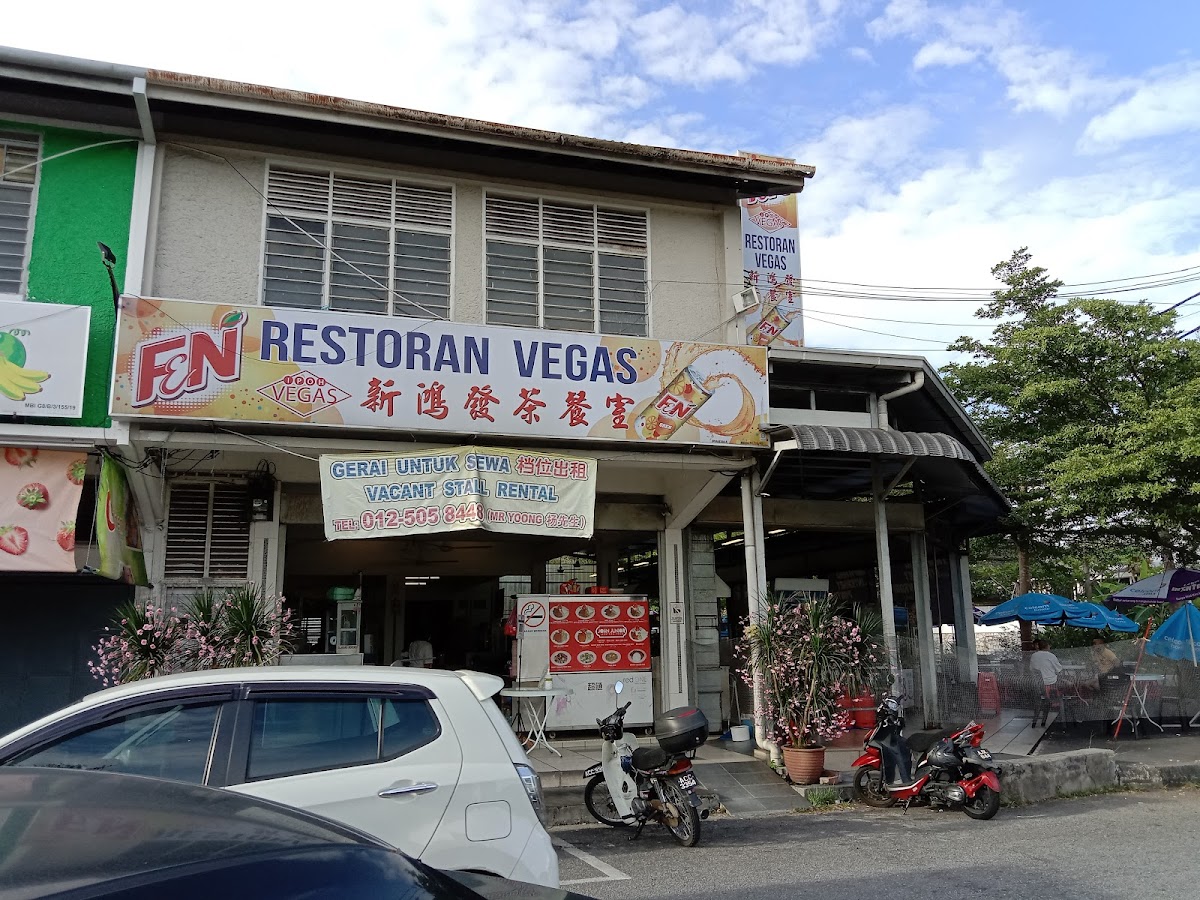 F&N
IPOH
VEGAS
RESTORAN VEGAS
新鴻發茶餐室
F&N
VEGAS
RESTORAN
VEGAS
新鴻發
茶餐室
F&N
GERAI UNTUK SEWA 档位出租
VACANT STALL RENTAL
TEL: 012-505 8448 (MR YOONG 杨先生)